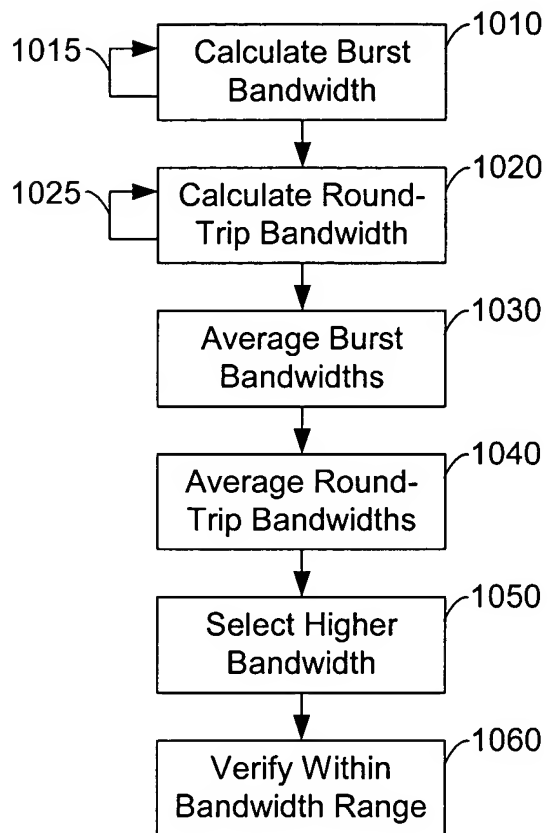 1010
1015
Calculate Burst
Bandwidth
1020
1025
Calculate Round-
Trip Bandwidth
1030
Average Burst
Bandwidths
1040
Average Round-
Trip Bandwidths
1050
Select Higher
Bandwidth
1060
Verify Within
Bandwidth Range